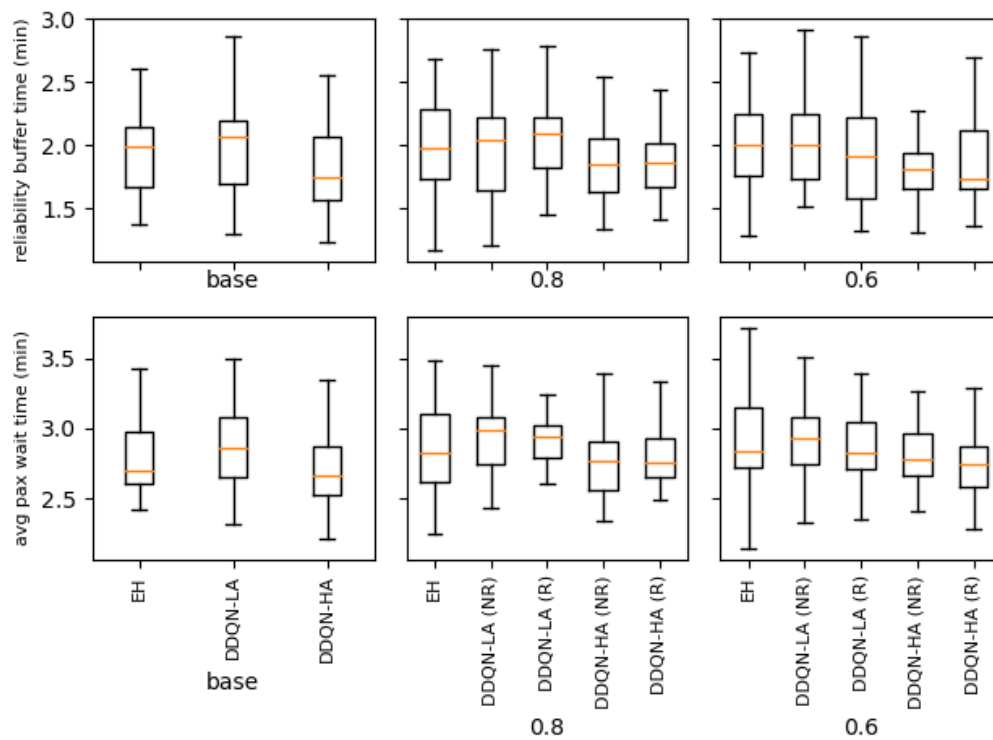 reliability buffer time (min)
3.0
2.5
2.0
1.5
base
0.8
0.6
avg pax wait time (min)
3.5
3.0
2.5
EH
DDQN-LA
DDQN-HA
base
EH
DDQN-LA (NR)
DDQN-LA (R)
DDQN-HA (NR)
DDQN-HA (R)
0.8
EH
DDQN-LA (NR)
DDQN-LA (R)
DDQN-HA (NR)
DDQN-HA (R)
0.6